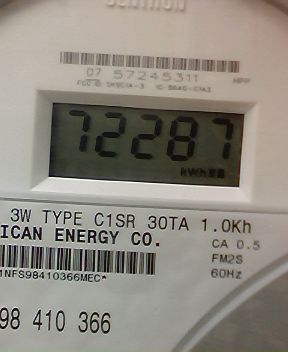 07 57245311
72287
kWh
3W TYPE C1SR 30TA 1.0Kh
ICAN ENERGY CO.
CA 0.5
FM2S
60Hz
1NFS98410366MEC*
98 410 366